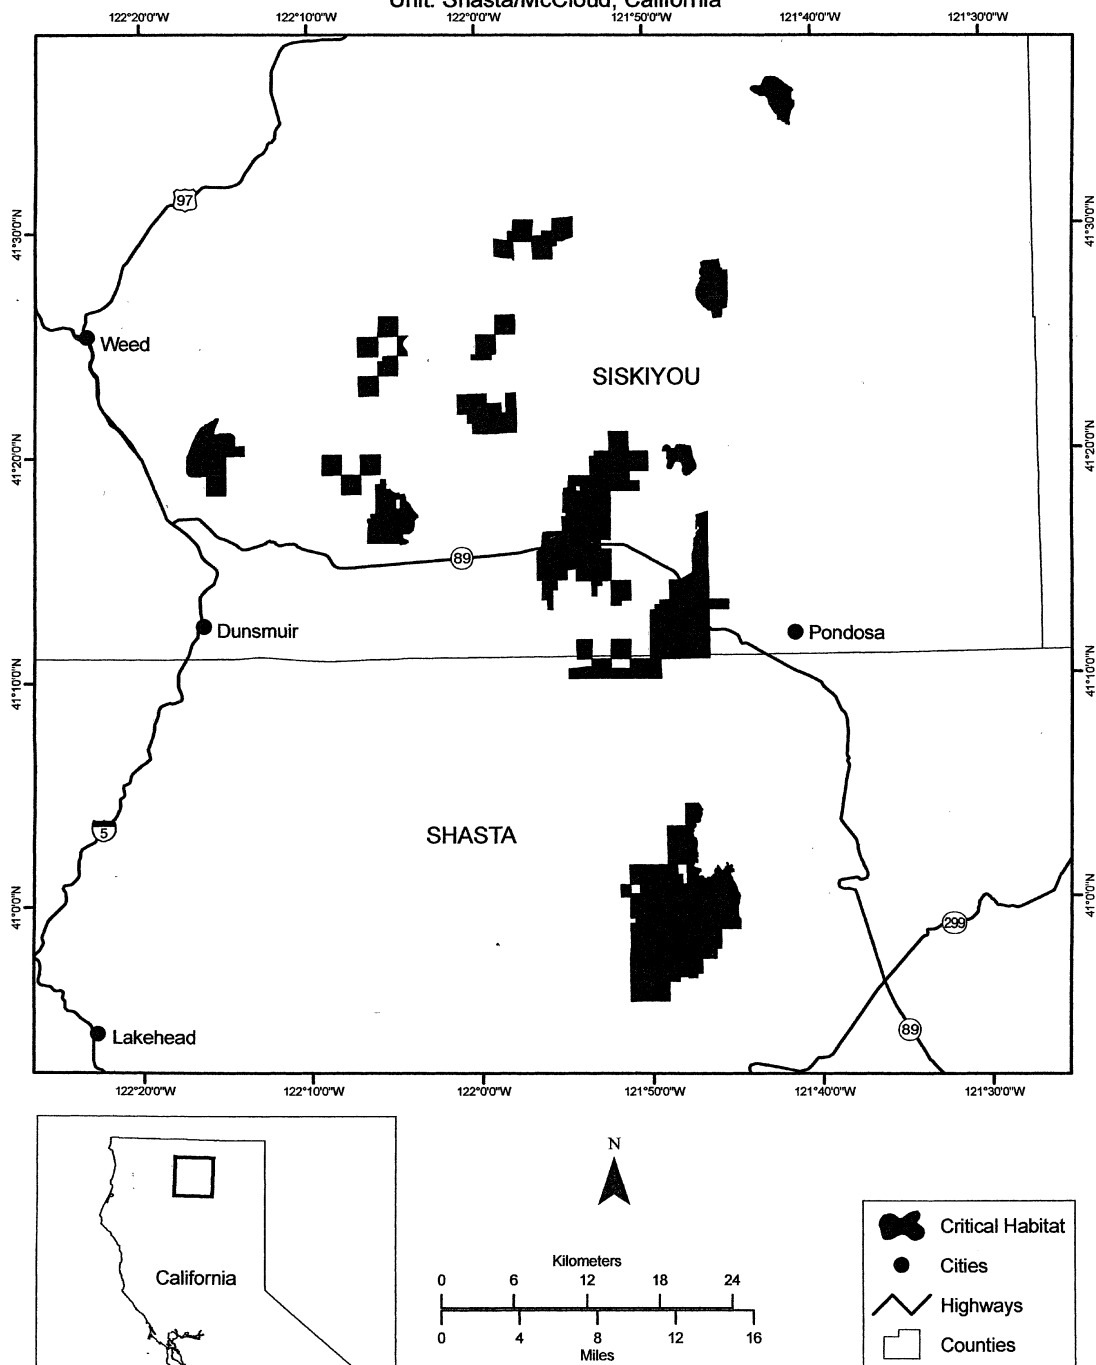 Unit: Shasta/McCloud, California
122°20'0"W 122°10'0"W 122°0'0"W 121°50'0"W 121°40'0"W 121°30'0"W
97
41°30'0"N 41°30'0"N
Weed
SISKIYOU
41°20'0"N 41°20'0"N
89
Dunsmuir
Pondosa
41°10'0"N 41°10'0"N
5
SHASTA
41°0'0"N 41°0'0"N
299
89
Lakehead
122°20'0"W 122°10'0"W 122°0'0"W 121°50'0"W 121°40'0"W 121°30'0"W
N
California
Kilometers
0 6 12 18 24
0 4 8 12 16
Miles
Critical Habitat
Cities
Highways
Counties